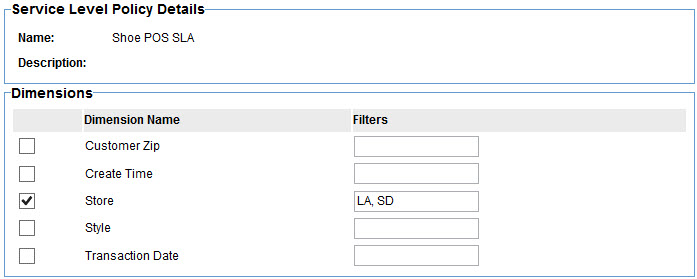 Service Level Policy Details
Name: Shoe POS SLA
Description:
Dimensions
Dimension Name Filters
Customer Zip
Create Time
Store LA, SD
Style
Transaction Date